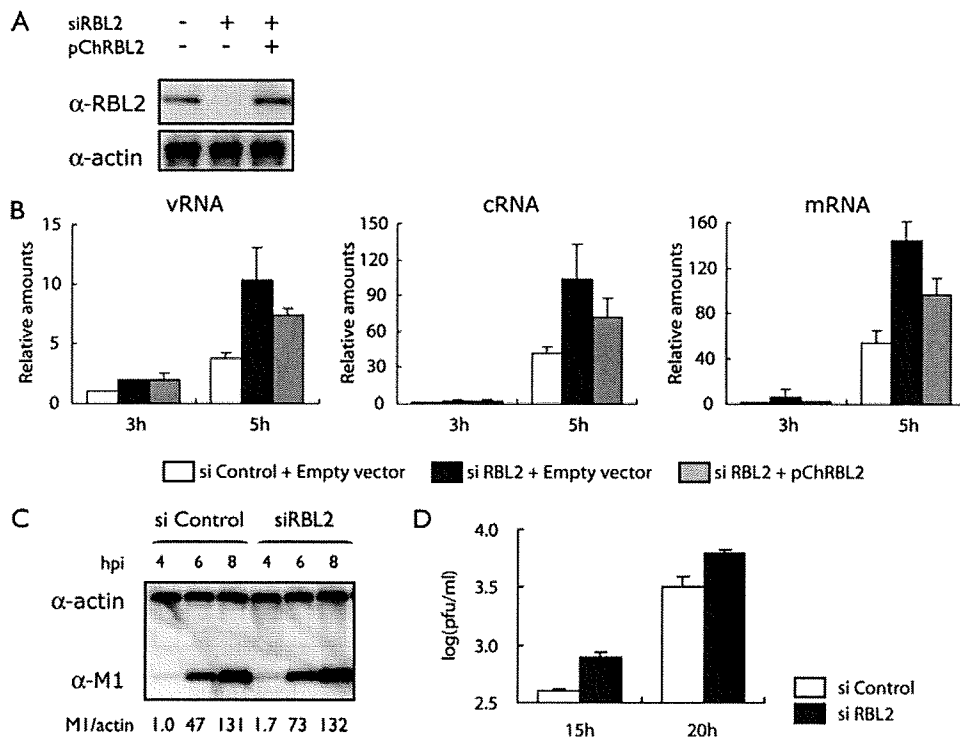 A
siRBL2 - + +
pChRBL2 - - +
α-RBL2
α-actin
B
vRNA
Relative amounts
15
10
5
0
3h 5h
cRNA
Relative amounts
150
120
90
60
30
0
3h 5h
mRNA
Relative amounts
160
120
80
40
0
3h 5h
si Control + Empty vector
si RBL2 + Empty vector
si RBL2 + pChRBL2
C
si Control siRBL2
hpi 4 6 8 4 6 8
α-actin
α-M1
M1/actin 1.0 47 131 1.7 73 132
D
log(pfu/ml)
4.0
3.5
3.0
2.5
15h 20h
si Control
si RBL2